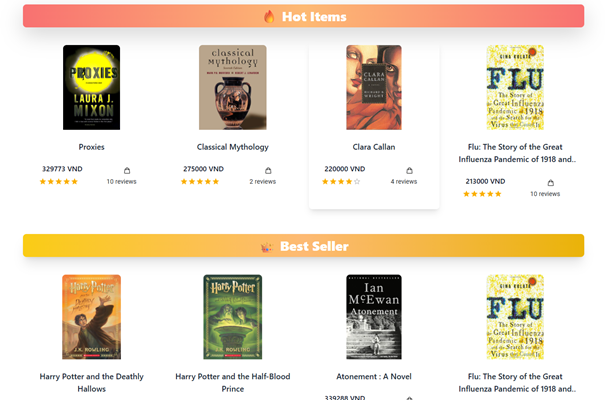 Hot Items
PROXIES
LAURA J.
MIXON
classical
mythology
CLARA
CALLAN
GINA KOLATA
FLU
The Story of
the Great Influenza
Pandemic of 1918
and the Search for the
Virus that Caused It
Proxies
Classical Mythology
Clara Callan
Flu: The Story of the Great
Influenza Pandemic of 1918 and..
329773 VND
10 reviews
275000 VND
2 reviews
220000 VND
4 reviews
213000 VND
10 reviews
Best Seller
Harry Potter
J.K. ROWLING
Harry Potter
J.K. ROWLING
Ian
McEwan
Atonement
GINA KOLATA
FLU
The Story of
the Great Influenza
Pandemic of 1918
and the Search for the
Virus that Caused It
Harry Potter and the Deathly
Hallows
Harry Potter and the Half-Blood
Prince
Atonement : A Novel
Flu: The Story of the Great
Influenza Pandemic of 1918 and..
339288 VND